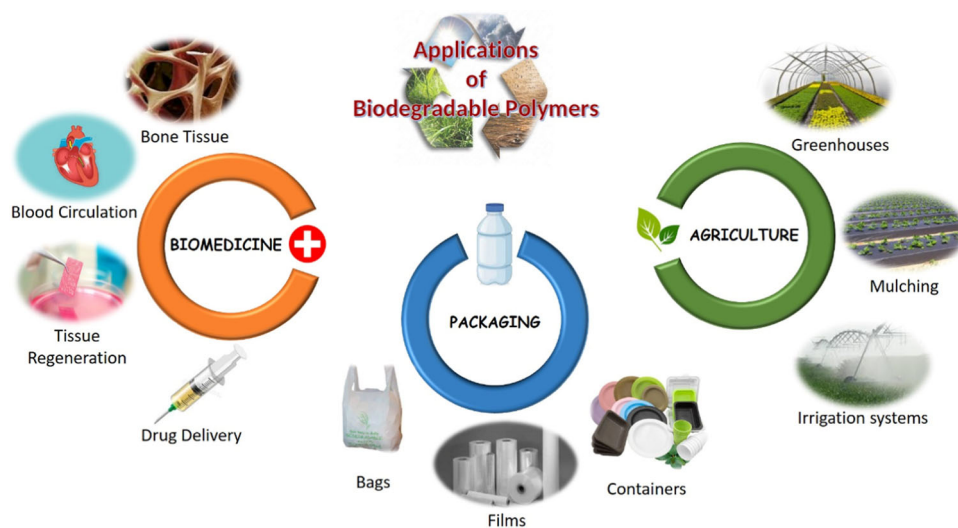 Applications
of
Biodegradable Polymers
Bone Tissue
Blood Circulation
BIOMEDICINE
Tissue
Regeneration
Drug Delivery
PACKAGING
Bags
Films
Containers
Greenhouses
AGRICULTURE
Mulching
Irrigation systems